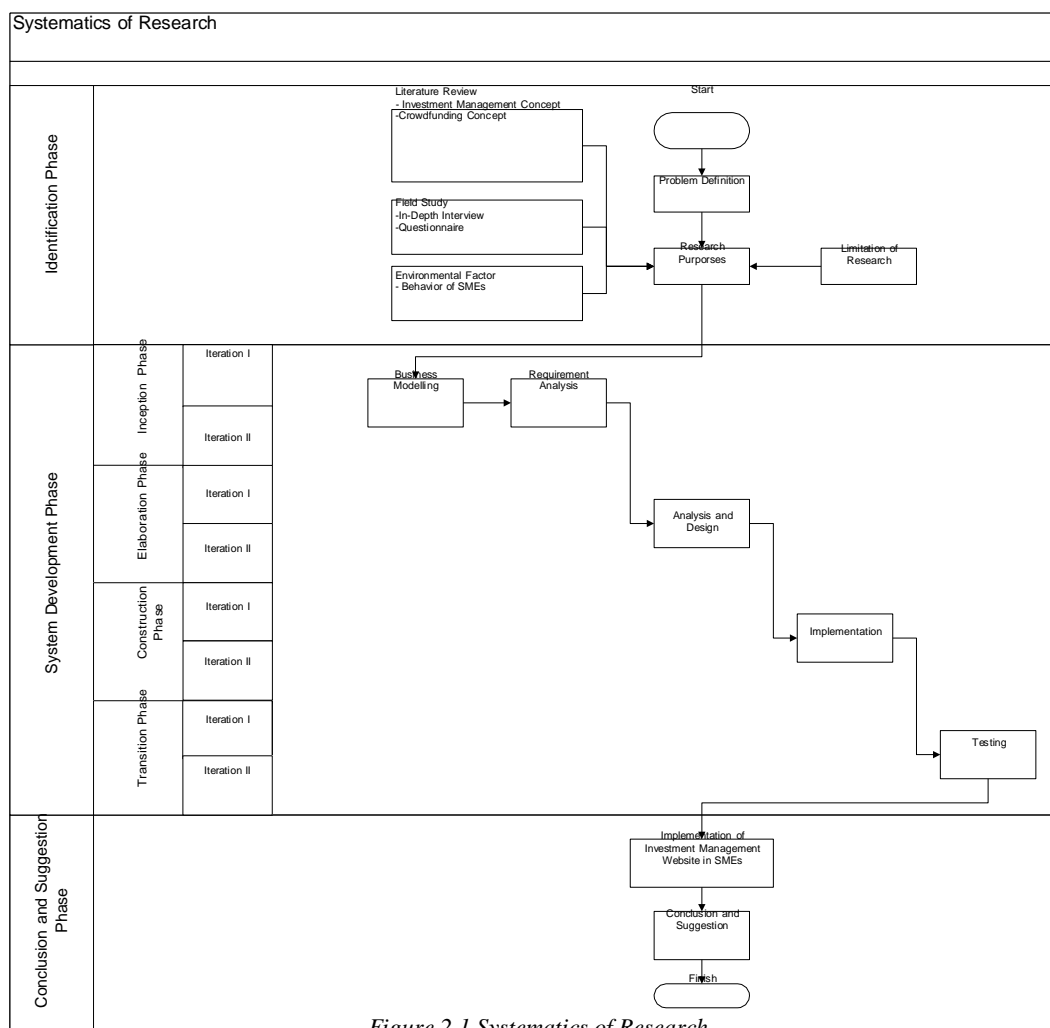 Systematics of Research
Identification Phase
Literature Review
- Investment Management Concept
-Crowdfunding Concept
Field Study
-In-Depth Interview
-Questionnaire
Environmental Factor
- Behavior of SMEs
Start
Problem Definition
Research
Purporses
Limitation of
Research
System Development Phase
Inception Phase
Iteration I
Iteration II
Elaboration Phase
Iteration I
Iteration II
Construction
Phase
Iteration I
Iteration II
Transition Phase
Iteration I
Iteration II
Business
Modelling
Requirement
Analysis
Analysis and
Design
Implementation
Testing
Conclusion and Suggestion
Phase
Implementation of
Investment Management
Website in SMEs
Conclusion and
Suggestion
Finish
Figure 2.1 Systematics of Research